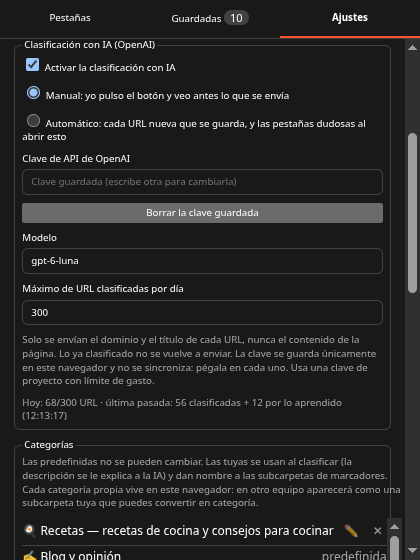 Pestañas
Guardadas 10
Ajustes
Clasificación con IA (OpenAI)
Activar la clasificación con IA
Manual: yo pulso el botón y veo antes lo que se envía
Automático: cada URL nueva que se guarda, y las pestañas dudosas al
abrir esto
Clave de API de OpenAI
Clave guardada (escribe otra para cambiarla)
Borrar la clave guardada
Modelo
gpt-6-luna
Máximo de URL clasificadas por día
300
Solo se envían el dominio y el título de cada URL, nunca el contenido de la
página. Lo ya clasificado no se vuelve a enviar. La clave se guarda únicamente
en este navegador y no se sincroniza: pégala en cada uno. Usa una clave de
proyecto con límite de gasto.
Hoy: 68/300 URL · última pasada: 56 clasificadas + 12 por lo aprendido
(12:13:17)
Categorías
Las predefinidas no se pueden cambiar. Las tuyas se usan al clasificar (la
descripción se le explica a la IA) y dan nombre a las subcarpetas de marcadores.
Cada categoría propia vive en este navegador: en otro equipo aparecerá como una
subcarpeta tuya que puedes convertir en categoría.
🍳 Recetas — recetas de cocina y consejos para cocinar ✏️ ✕
✍️ Blog y opinión predefinida